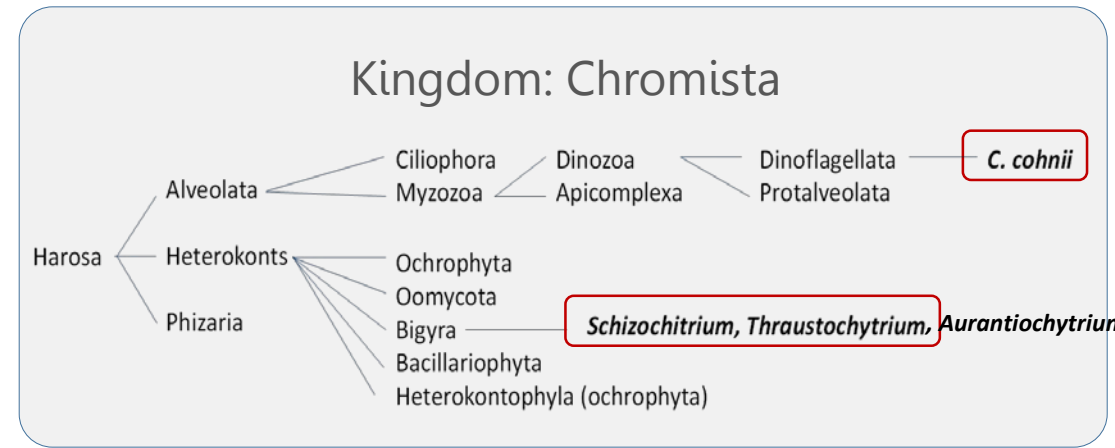 Kingdom: Chromista
Ciliophora Dinozoa Dinoflagellata C. cohnii
Alveolata
Myzozoa Apicomplexa Protalveolata
Harosa Heterokonts
Ochrophyta
Oomycota
Phizaria
Bigyra Schizochitrium, Thraustochytrium, Aurantiochytriun
Bacillariophyta
Heterokontophyla (ochrophyta)